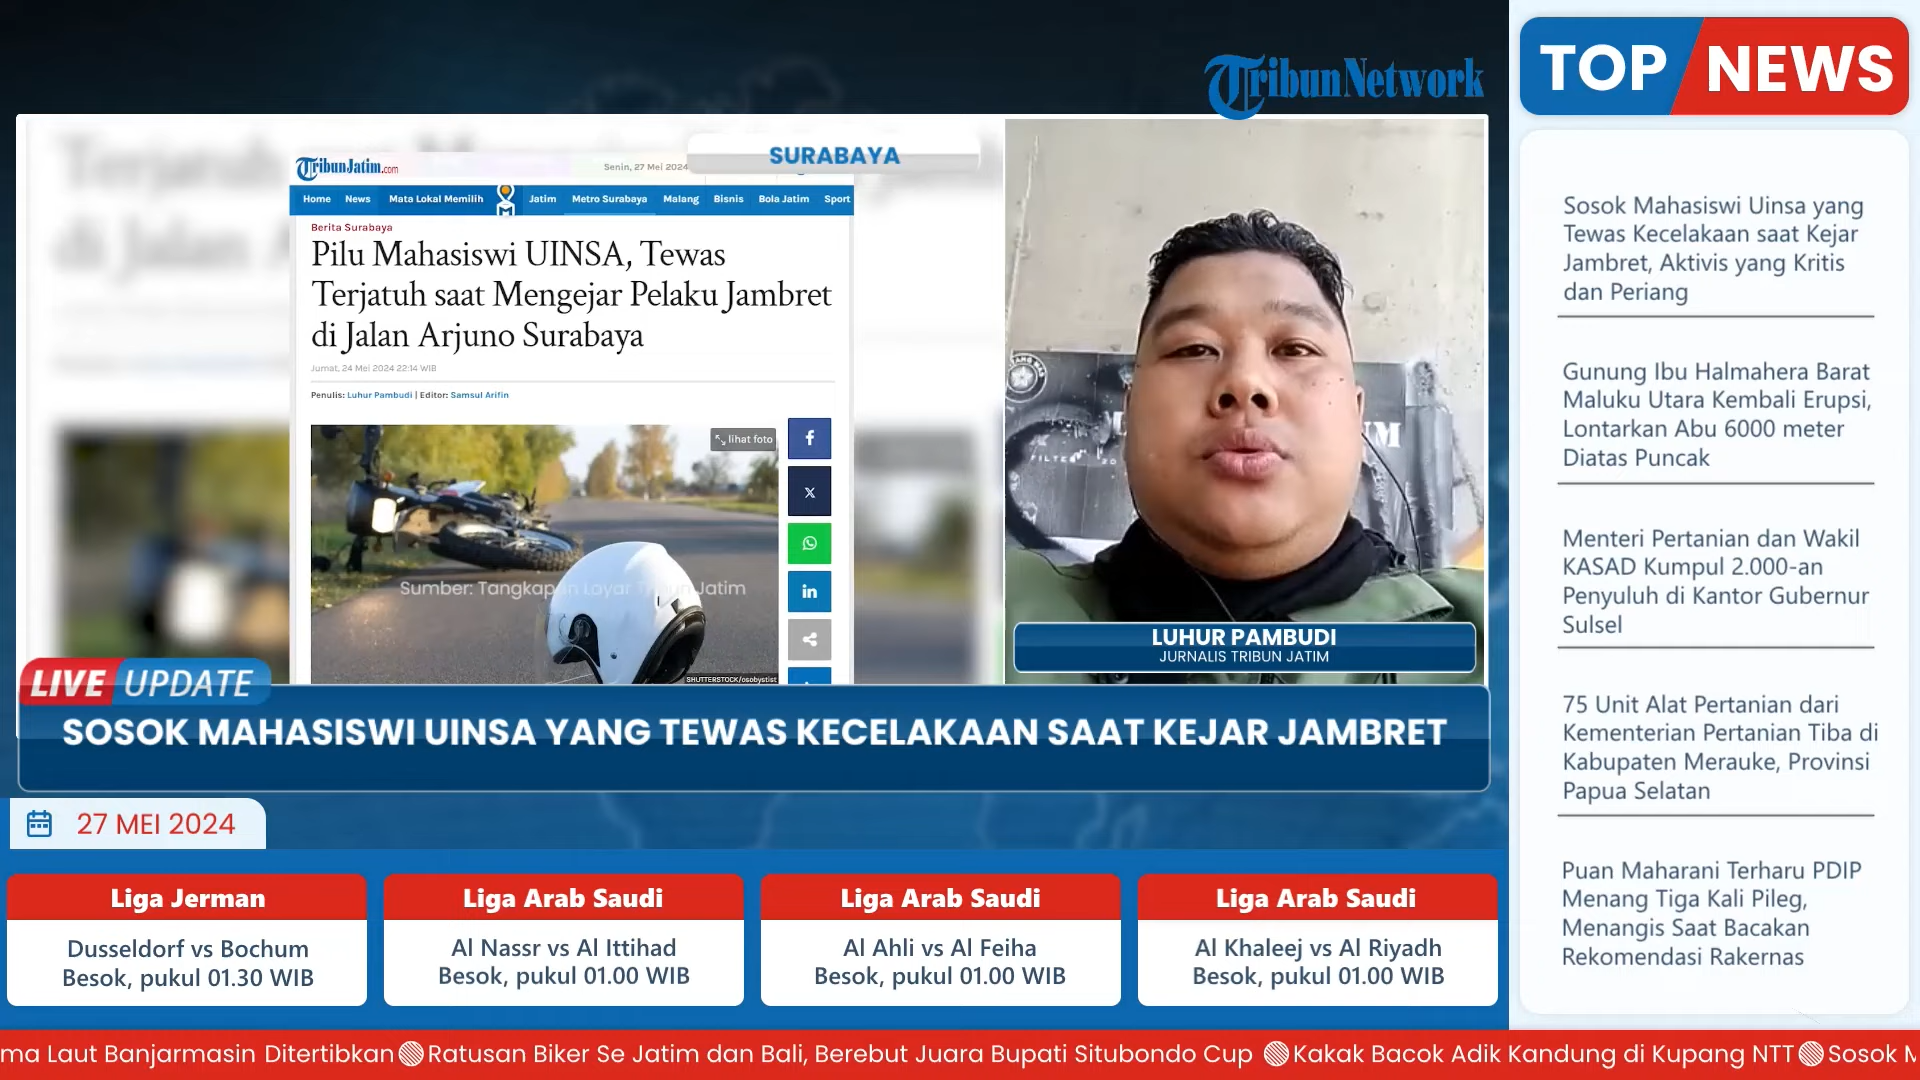 TribunNetwork
TOP NEWS
SURABAYA
TribunJatim.com
Senin, 27 Mei 2024
Home News Mata Lokal Memilih Jatim Metro Surabaya Malang Bisnis Bola Jatim Sport
Berita Surabaya
Pilu Mahasiswi UINSA, Tewas
Terjatuh saat Mengejar Pelaku Jambret
di Jalan Arjuno Surabaya
Jumat, 24 Mei 2024 22:14 WIB
Penulis: Luhur Pambudi | Editor: Samsul Arifin
lihat foto
Sumber: Tangkapan Layar Tribun Jatim
SHUTTERSTOCK/osobystist
LUHUR PAMBUDI
JURNALIS TRIBUN JATIM
LIVE UPDATE
SOSOK MAHASISWI UINSA YANG TEWAS KECELAKAAN SAAT KEJAR JAMBRET
27 MEI 2024
Liga Jerman
Dusseldorf vs Bochum
Besok, pukul 01.30 WIB
Liga Arab Saudi
Al Nassr vs Al Ittihad
Besok, pukul 01.00 WIB
Liga Arab Saudi
Al Ahli vs Al Feiha
Besok, pukul 01.00 WIB
Liga Arab Saudi
Al Khaleej vs Al Riyadh
Besok, pukul 01.00 WIB
Sosok Mahasiswi Uinsa yang
Tewas Kecelakaan saat Kejar
Jambret, Aktivis yang Kritis
dan Periang
Gunung Ibu Halmahera Barat
Maluku Utara Kembali Erupsi,
Lontarkan Abu 6000 meter
Diatas Puncak
Menteri Pertanian dan Wakil
KASAD Kumpul 2.000-an
Penyuluh di Kantor Gubernur
Sulsel
75 Unit Alat Pertanian dari
Kementerian Pertanian Tiba di
Kabupaten Merauke, Provinsi
Papua Selatan
Puan Maharani Terharu PDIP
Menang Tiga Kali Pileg,
Menangis Saat Bacakan
Rekomendasi Rakernas
ma Laut Banjarmasin Ditertibkan Ratusan Biker Se Jatim dan Bali, Berebut Juara Bupati Situbondo Cup Kakak Bacok Adik Kandung di Kupang NTT Sosok M